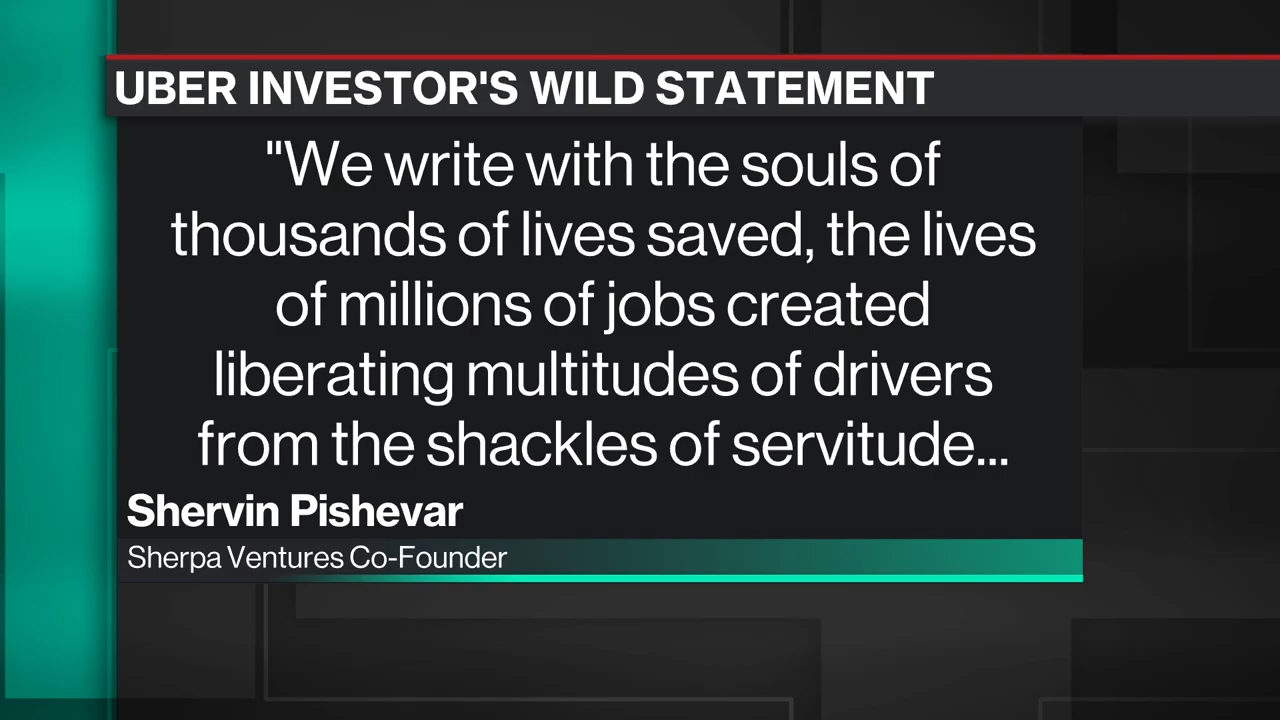 UBER INVESTOR'S WILD STATEMENT
"We write with the souls of
thousands of lives saved, the lives
of millions of jobs created
liberating multitudes of drivers
from the shackles of servitude...
Shervin Pishevar
Sherpa Ventures Co-Founder